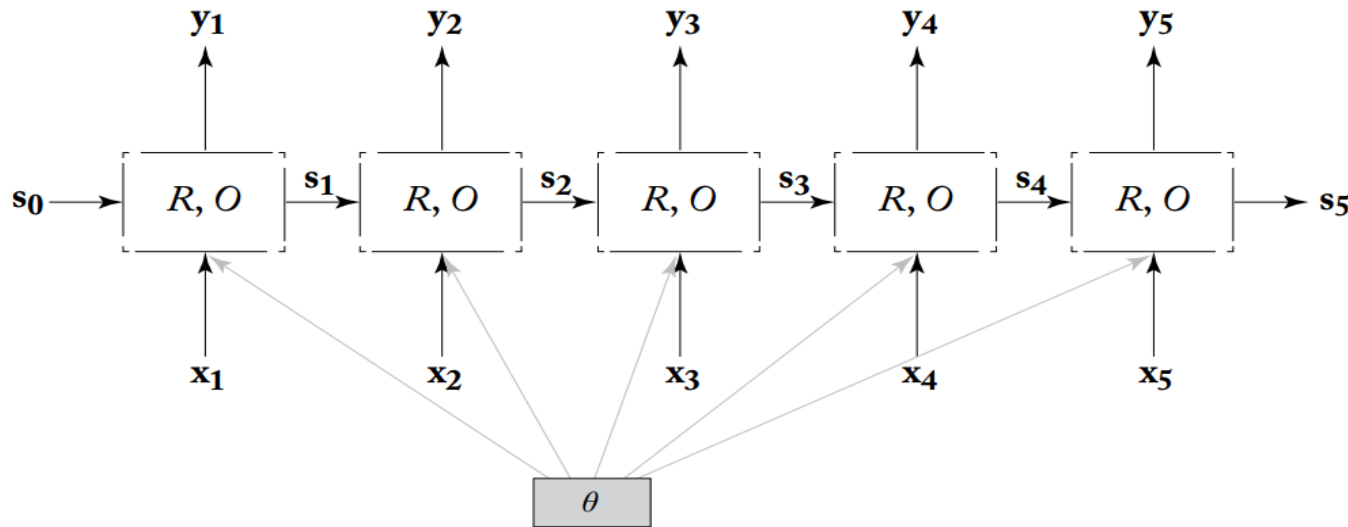 y₁ y₂ y₃ y₄ y₅
s₀ R, O s₁ R, O s₂ R, O s₃ R, O s₄ R, O s₅
x₁ x₂ x₃ x₄ x₅
θ